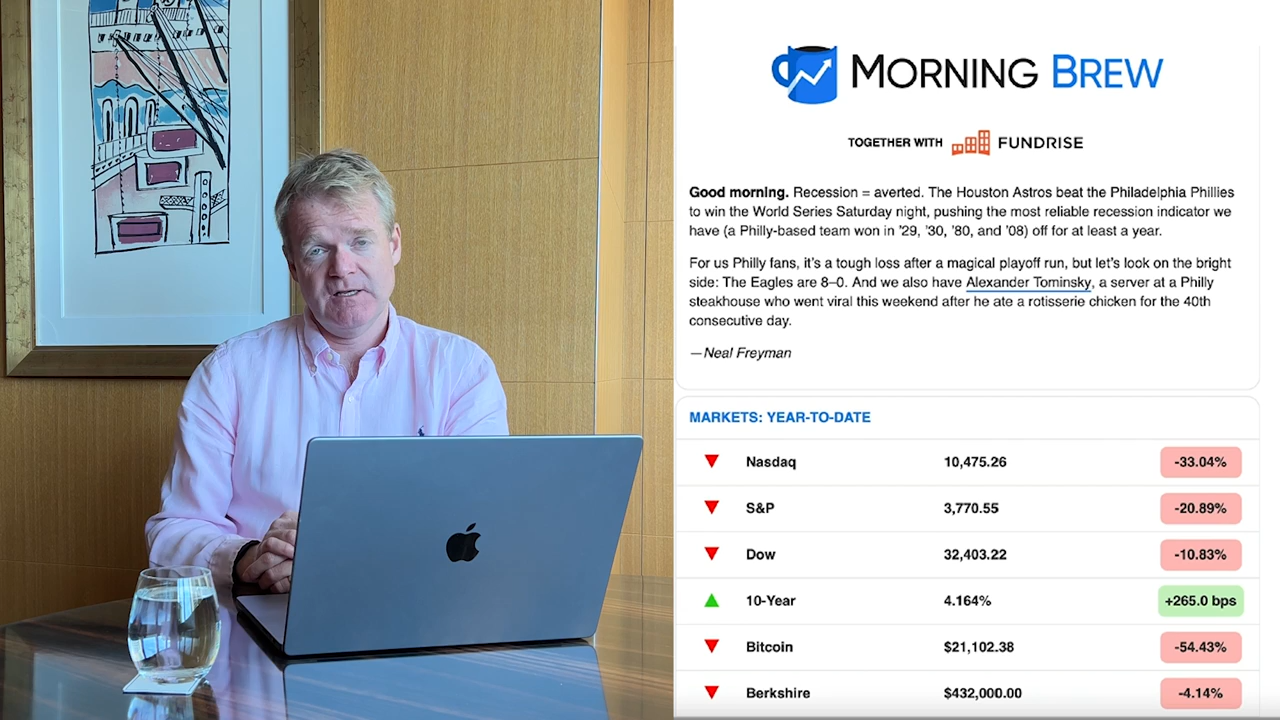 MORNING BREW
TOGETHER WITH FUNDRISE
Good morning. Recession = averted. The Houston Astros beat the Philadelphia Phillies
to win the World Series Saturday night, pushing the most reliable recession indicator we
have (a Philly-based team won in '29, '30, '80, and '08) off for at least a year.
For us Philly fans, it's a tough loss after a magical playoff run, but let's look on the bright
side: The Eagles are 8–0. And we also have Alexander Tominsky, a server at a Philly
steakhouse who went viral this weekend after he ate a rotisserie chicken for the 40th
consecutive day.
—Neal Freyman
MARKETS: YEAR-TO-DATE
Nasdaq 10,475.26 -33.04%
S&P 3,770.55 -20.89%
Dow 32,403.22 -10.83%
10-Year 4.164% +265.0 bps
Bitcoin $21,102.38 -54.43%
Berkshire $432,000.00 -4.14%